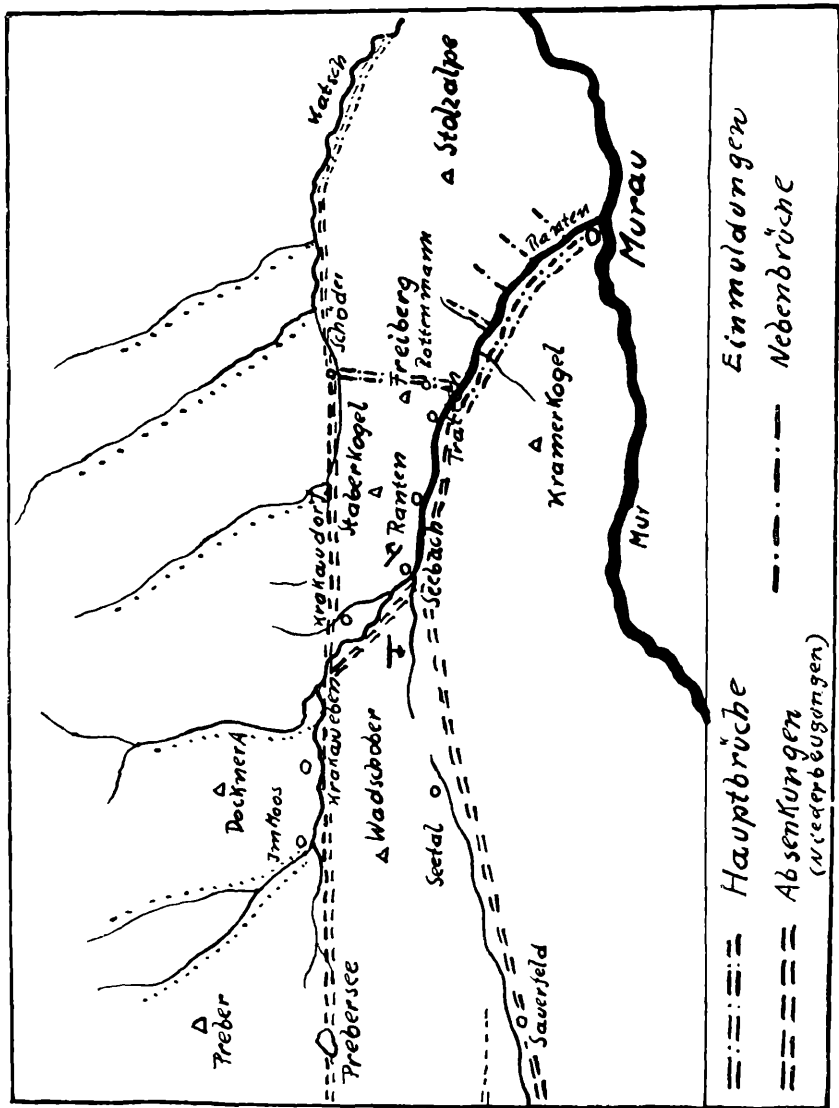 Katsch
Stolzalpe
Schöder
Freiberg
Rottenmann
Ranten
Murau
Krakaudorf
Staberkogel
Ranten
Tratten
Kramerkogel
Seebach
Mur
Krakauebene
Dockner A
Im Moos
Wadschober
Seetal
Preber
Prebersee
Sauerfeld
Hauptbrüche
Einmuldungen
Absenkungen
(Niederbeugungen)
Nebenbrüche